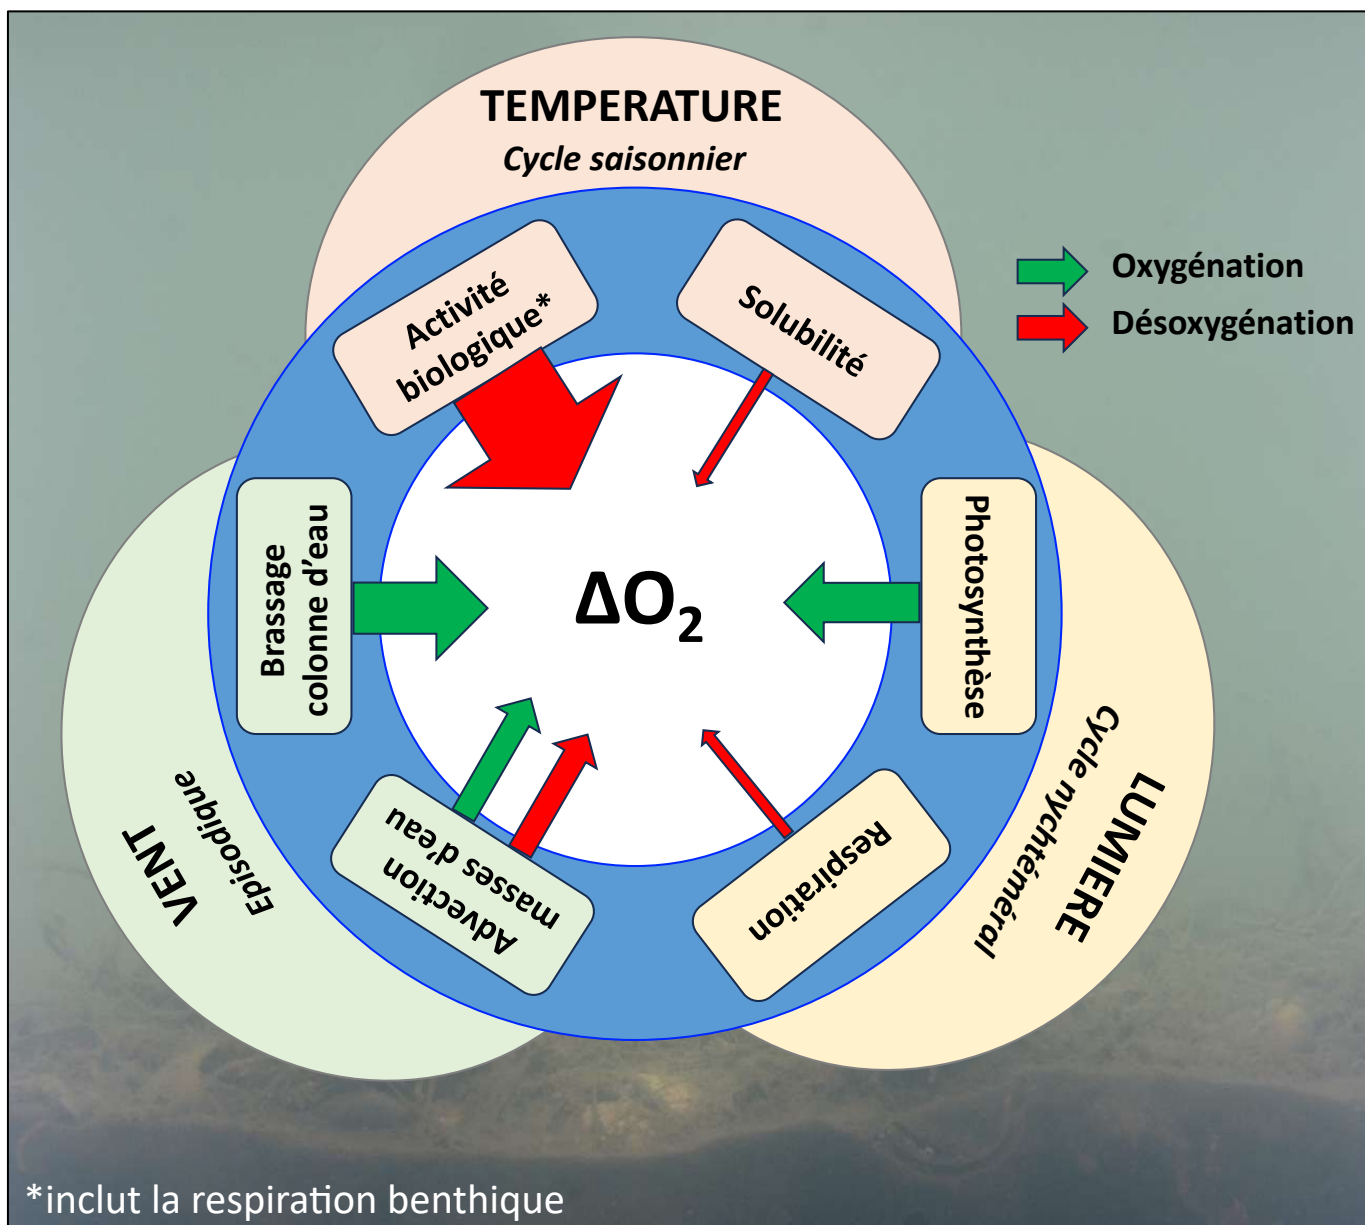 TEMPERATURE
Cycle saisonnier
Oxygénation
Désoxygénation
Activité
biologique*
Solubilité
Brassage
colonne d'eau
ΔO₂
Photosynthèse
Advection
masses d'eau
Respiration
VENT
Episodique
LUMIERE
Cycle nychtéméral
*inclut la respiration benthique